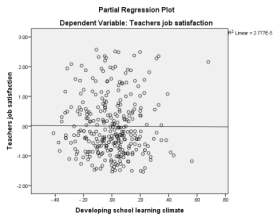 Partial Regression Plot
Dependent Variable: Teachers job satisfaction
R² Linear = 2.777E-5
Teachers job satisfaction
3.00
2.00
1.00
.00
-1.00
-2.00
-40 -20 0 20 40 60 80
Developing school learning climate